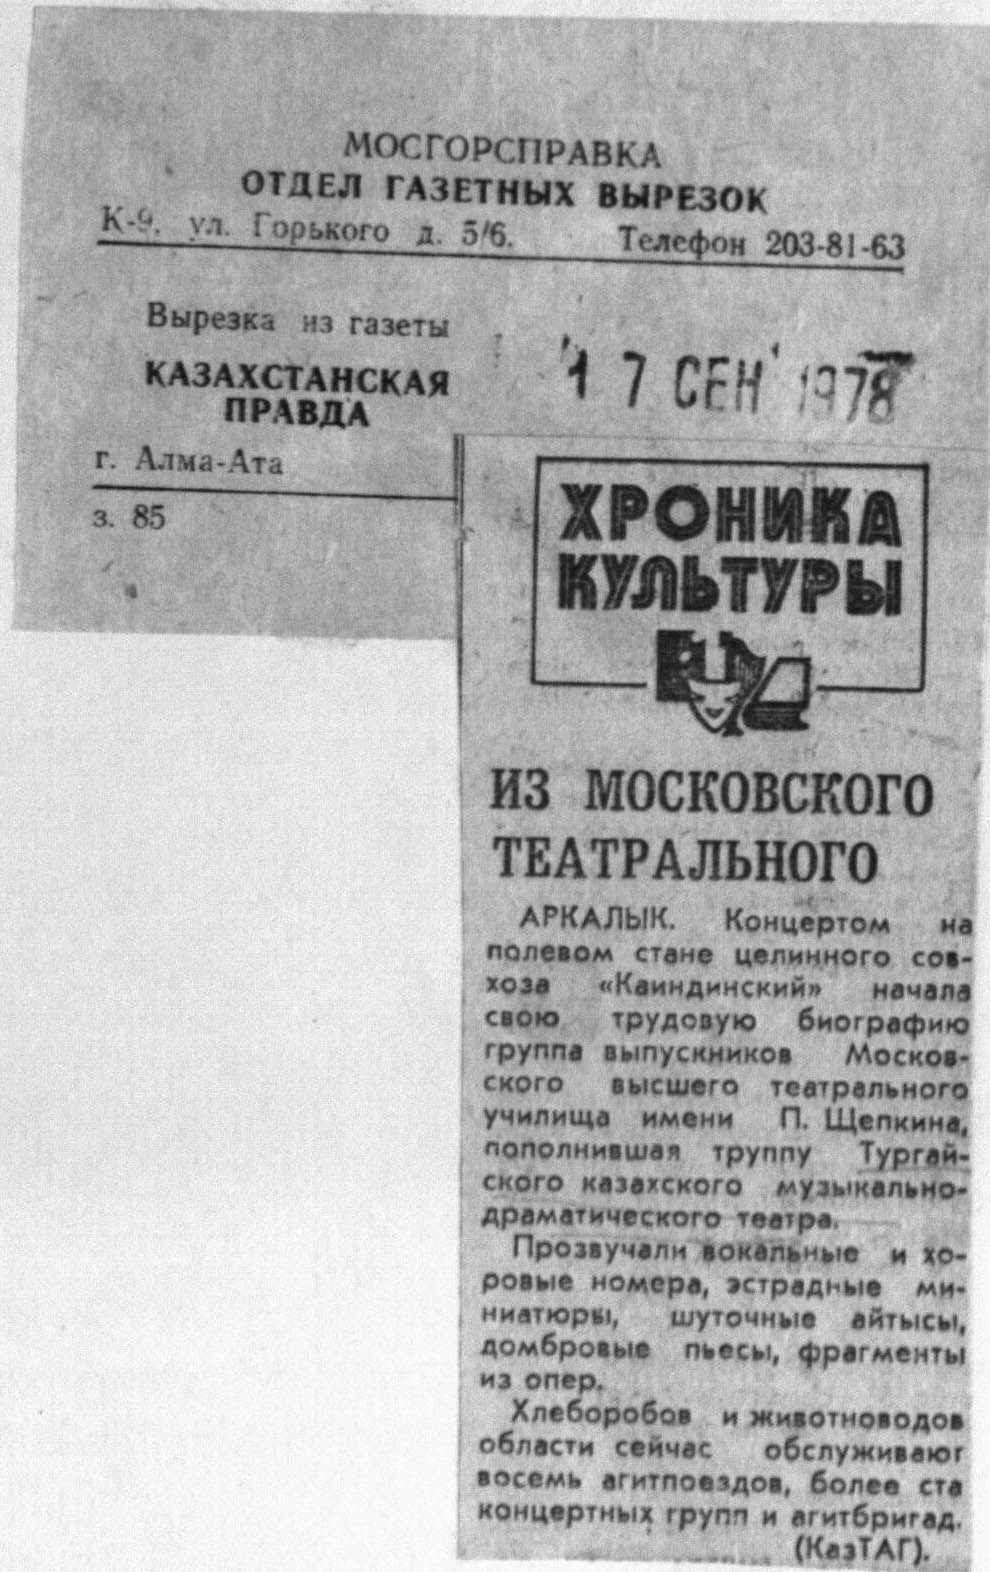 МОСГОРСПРАВКА
ОТДЕЛ ГАЗЕТНЫХ ВЫРЕЗОК
К-9, ул. Горького д. 5/6. Телефон 203-81-63
Вырезка из газеты
КАЗАХСТАНСКАЯ
ПРАВДА
17 СЕН 1978
г. Алма-Ата
з. 85
ХРОНИКА
КУЛЬТУРЫ
ИЗ МОСКОВСКОГО
ТЕАТРАЛЬНОГО
АРКАЛЫК. Концертом на
полевом стане целинного сов-
хоза «Каиндинский» начала
свою трудовую биографию
группа выпускников Москов-
ского высшего театрального
училища имени П. Щепкина,
пополнившая труппу Тургай-
ского казахского музыкально-
драматического театра.
Прозвучали вокальные и хо-
ровые номера, эстрадные ми-
ниатюры, шуточные айтысы,
домбровые пьесы, фрагменты
из опер.
Хлеборобов и животноводов
области сейчас обслуживают
восемь агитпоездов, более ста
концертных групп и агитбригад.
(КазТАГ).